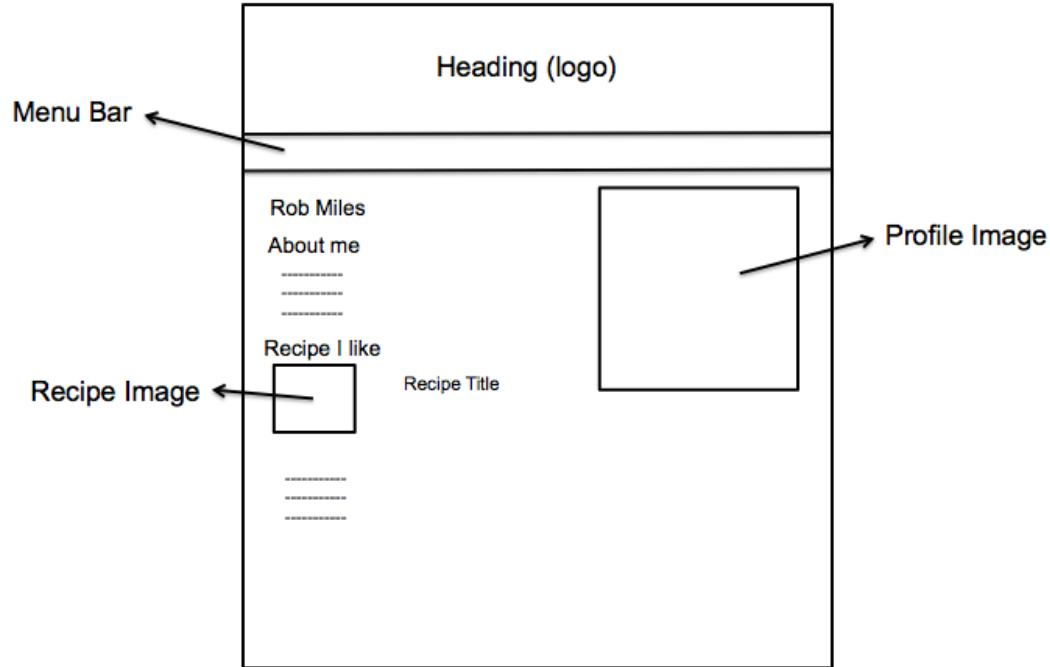 Heading (logo)
Menu Bar
Rob Miles
Profile Image
About me
-----------
-----------
-----------
Recipe I like
Recipe Title
Recipe Image
-----------
-----------
-----------